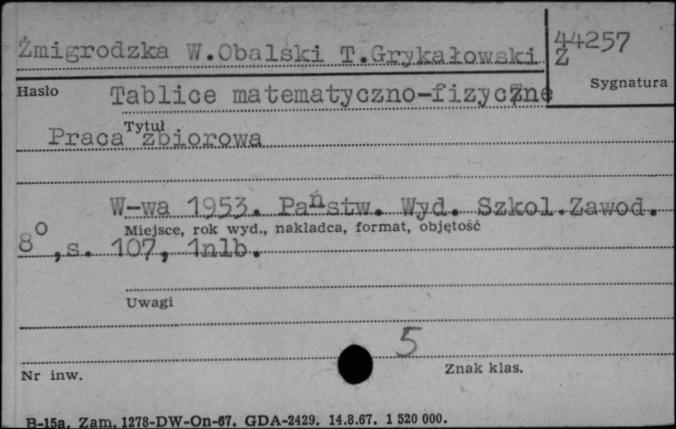 Żmigrodzka W.Obalski T.Grykałowski
44257
Z
Hasło
Sygnatura
Tablice matematyczno-fizyczne
Tytuł
Praca zbiorowa
W-wa 1953. Państw. Wyd. Szkol.Zawod.
Miejsce, rok wyd., nakładca, format, objętość
8⁰,s. 107, 1nlb.
Uwagi
5
Nr inw.
Znak klas.
B-15a. Zam. 1278-DW-On-67. GDA-2429. 14.8.67. 1 520 000.